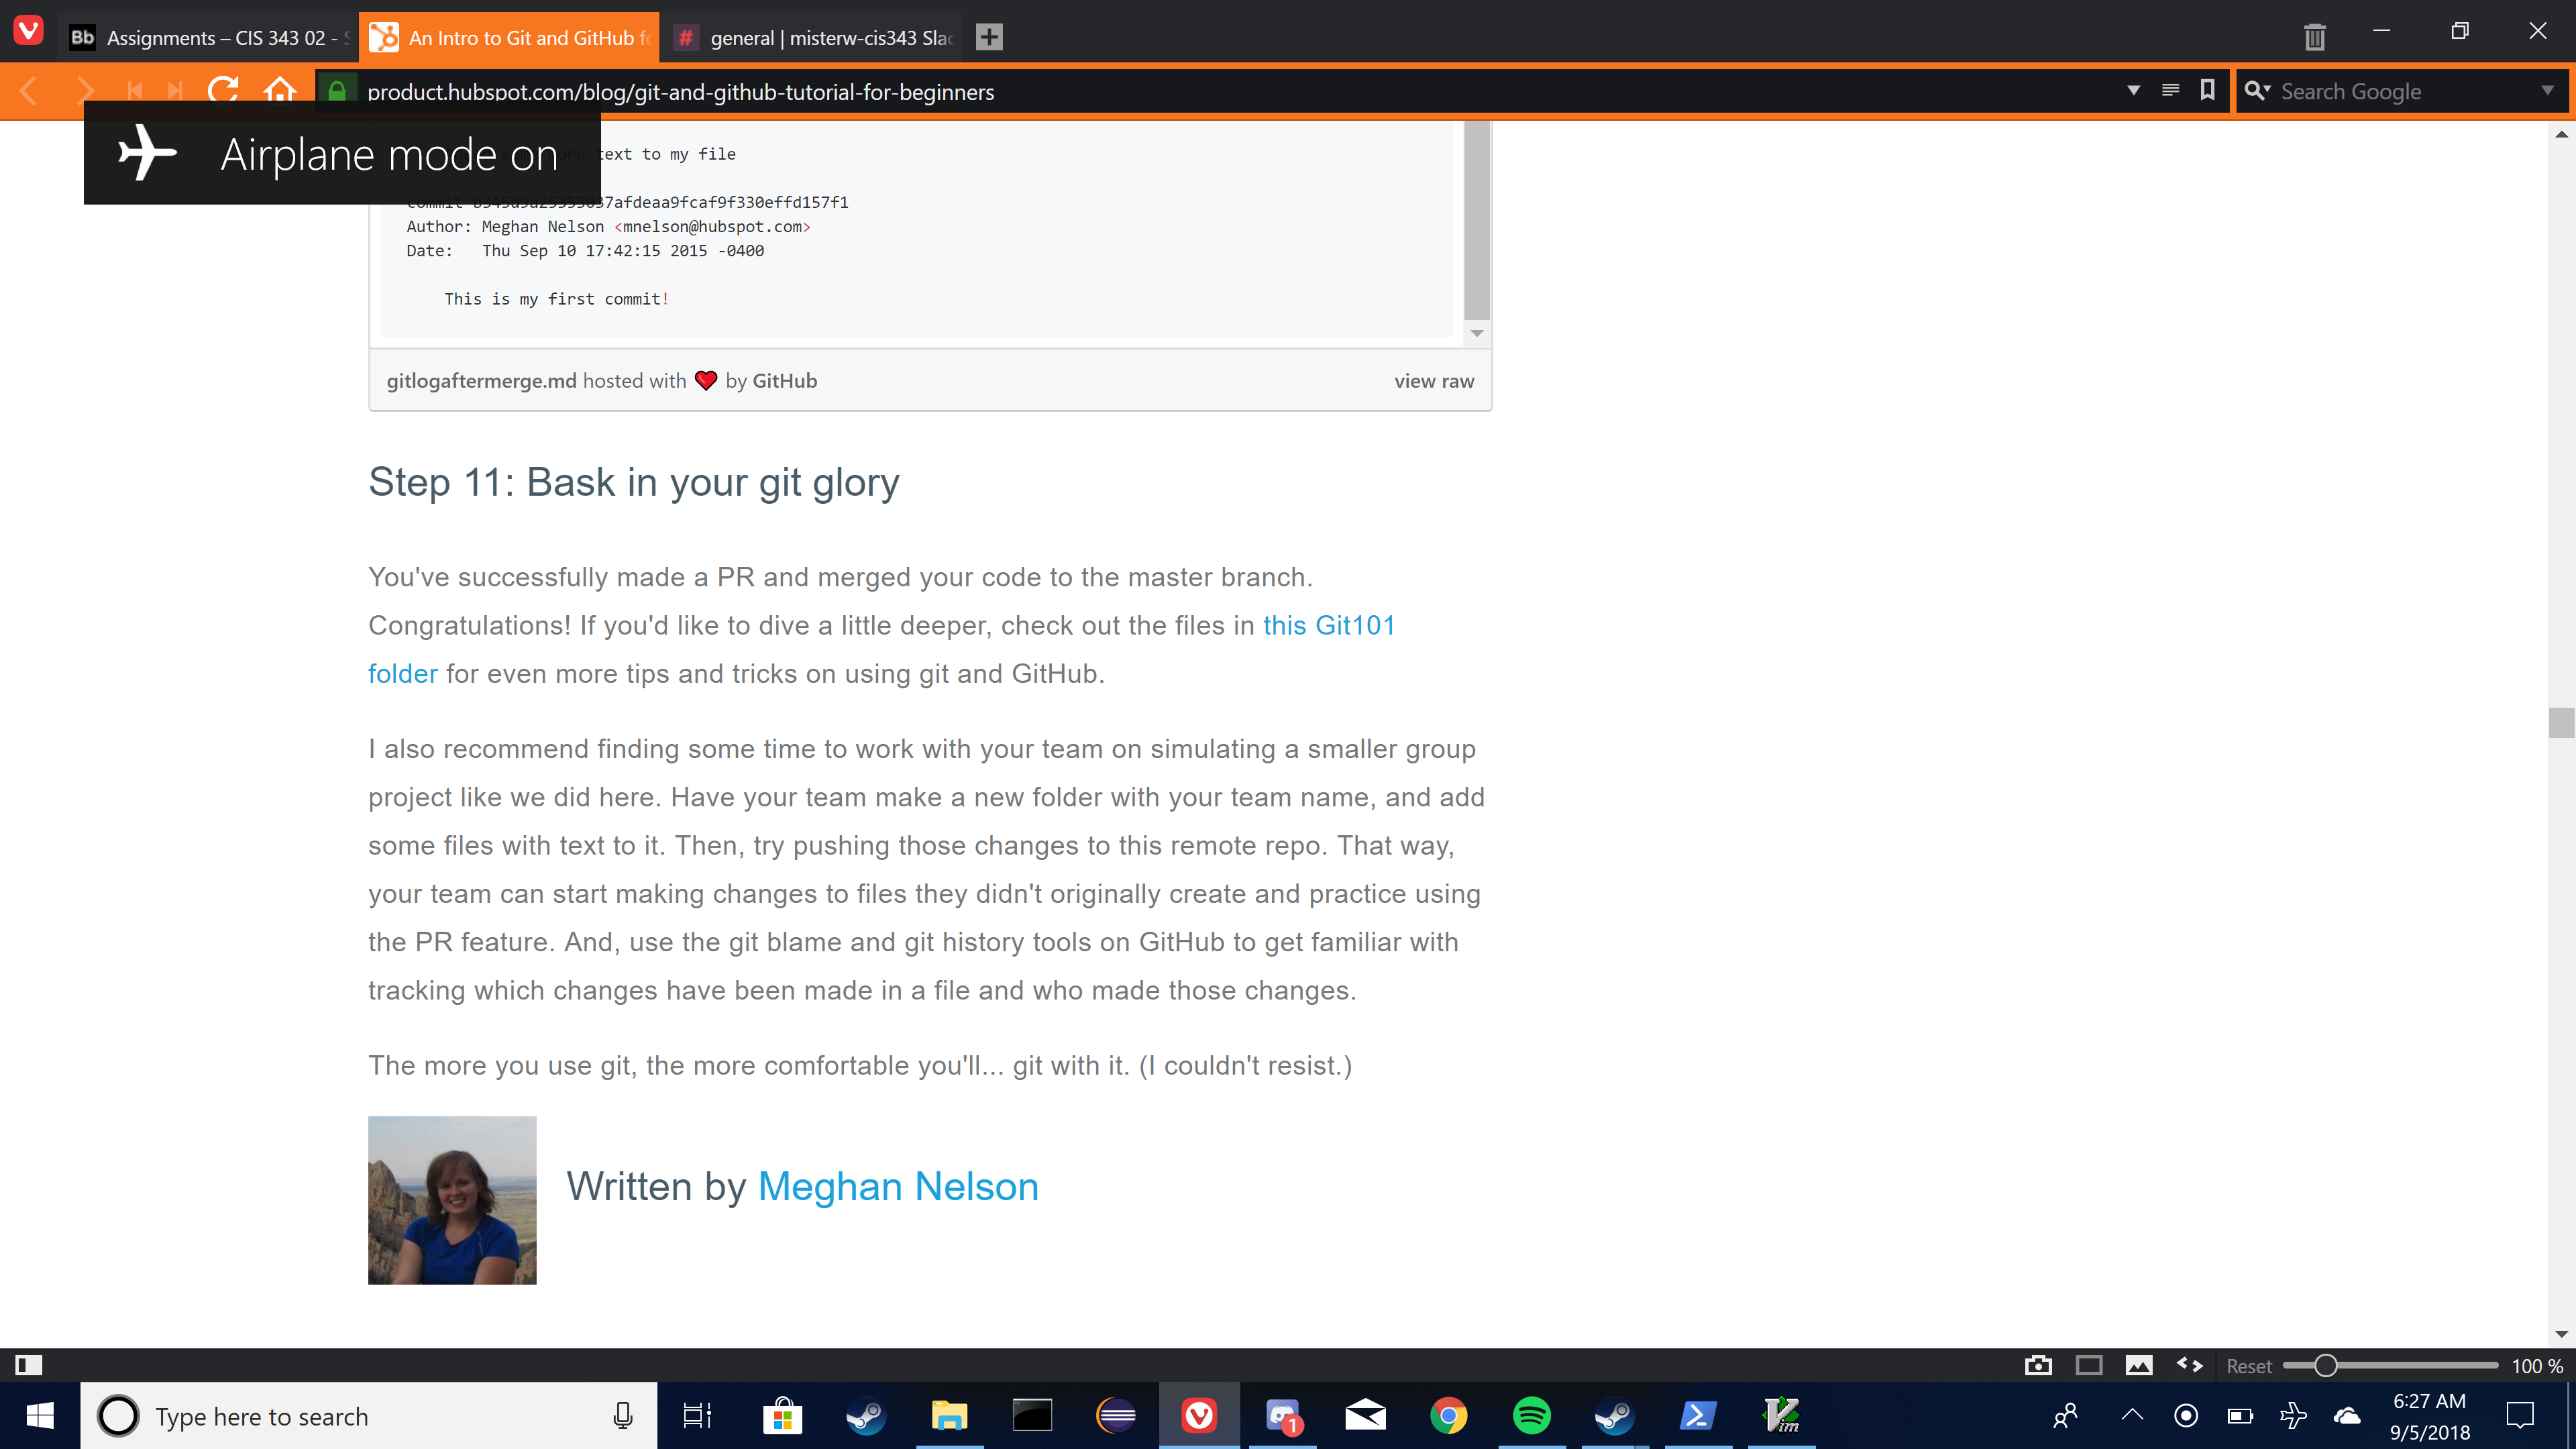 Bb Assignments – CIS 343 02 -
An Intro to Git and GitHub fo
# general | misterw-cis343 Slac
product.hubspot.com/blog/git-and-github-tutorial-for-beginners
Search Google
Airplane mode on
text to my file
commit b345d9a25353037afdeaa9fcaf9f330effd157f1
Author: Meghan Nelson <mnelson@hubspot.com>
Date: Thu Sep 10 17:42:15 2015 -0400
This is my first commit!
gitlogaftermerge.md hosted with ❤ by GitHub
view raw
Step 11: Bask in your git glory
You've successfully made a PR and merged your code to the master branch.
Congratulations! If you'd like to dive a little deeper, check out the files in this Git101
folder for even more tips and tricks on using git and GitHub.
I also recommend finding some time to work with your team on simulating a smaller group
project like we did here. Have your team make a new folder with your team name, and add
some files with text to it. Then, try pushing those changes to this remote repo. That way,
your team can start making changes to files they didn't originally create and practice using
the PR feature. And, use the git blame and git history tools on GitHub to get familiar with
tracking which changes have been made in a file and who made those changes.
The more you use git, the more comfortable you'll... git with it. (I couldn't resist.)
Written by Meghan Nelson
Reset
100 %
Type here to search
1
Vim
6:27 AM
9/5/2018